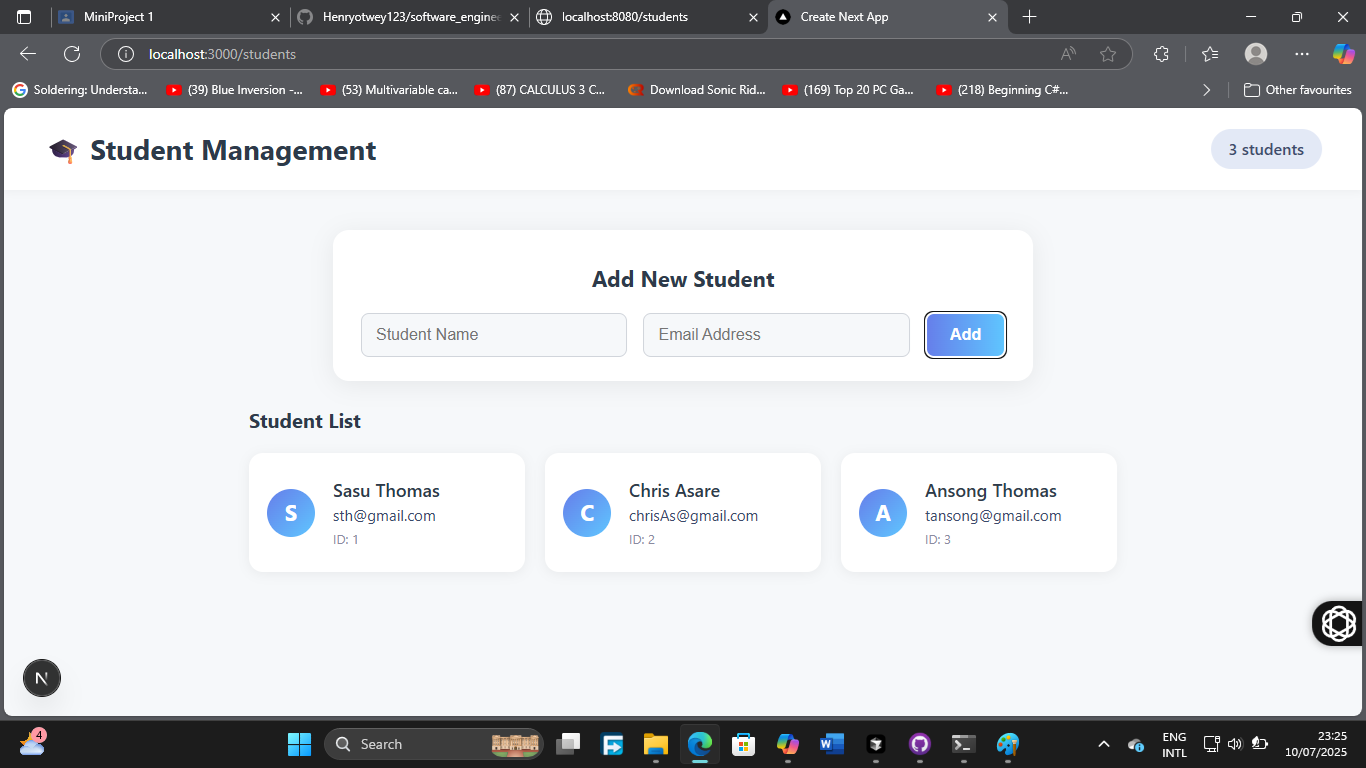 MiniProject 1
Henryotwey123/software_enginee
localhost:8080/students
Create Next App
localhost:3000/students
Soldering: Understa...
(39) Blue Inversion -...
(53) Multivariable ca...
(87) CALCULUS 3 C...
Download Sonic Rid...
(169) Top 20 PC Ga...
(218) Beginning C#...
Other favourites
Student Management
3 students
Add New Student
Student Name
Email Address
Add
Student List
S
Sasu Thomas
sth@gmail.com
ID: 1
C
Chris Asare
chrisAs@gmail.com
ID: 2
A
Ansong Thomas
tansong@gmail.com
ID: 3
N
4
Search
ENG
INTL
23:25
10/07/2025